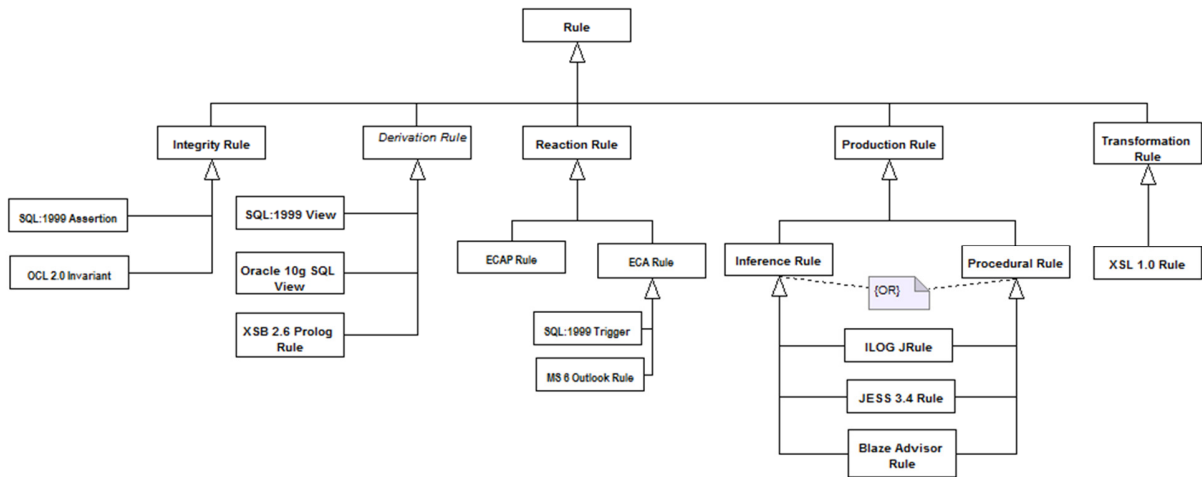 Rule
Integrity Rule
Derivation Rule
Reaction Rule
Production Rule
Transformation
Rule
SQL:1999 Assertion
OCL 2.0 Invariant
SQL:1999 View
Oracle 10g SQL
View
XSB 2.6 Prolog
Rule
ECAP Rule
ECA Rule
SQL:1999 Trigger
MS 6 Outlook Rule
Inference Rule
Procedural Rule
{OR}
ILOG JRule
JESS 3.4 Rule
Blaze Advisor
Rule
XSL 1.0 Rule